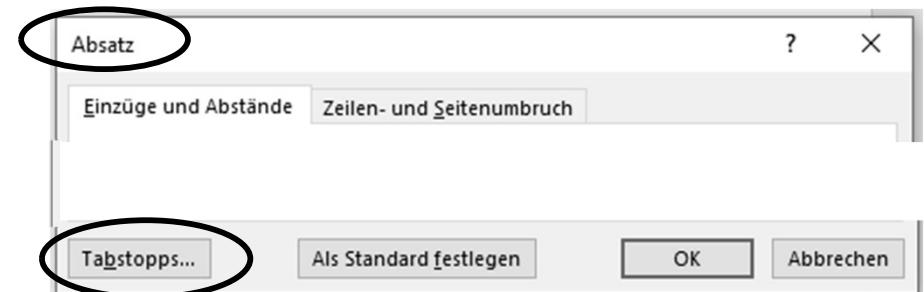 Absatz ?
Einzüge und Abstände Zeilen- und Seitenumbruch
Tabstopps... Als Standard festlegen OK Abbrechen